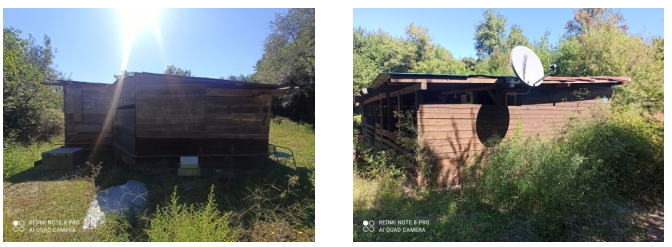 REDMI NOTE 8 PRO
AI QUAD CAMERA
REDMI NOTE 8 PRO
AI QUAD CAMERA